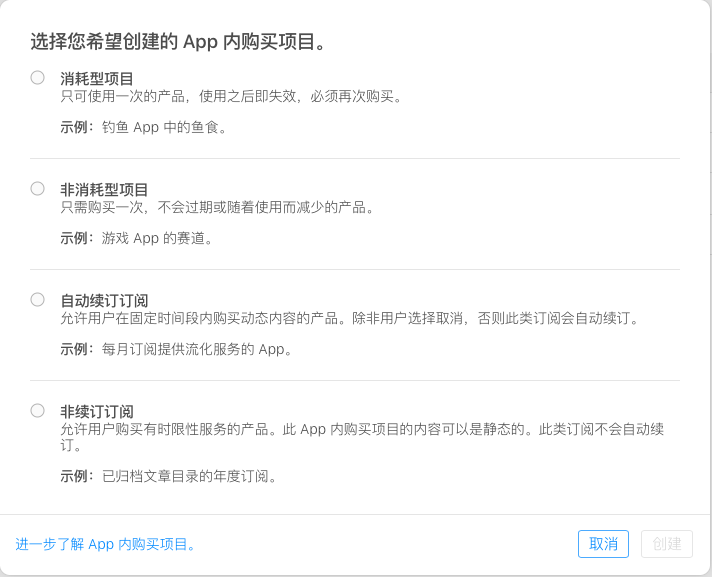 选择您希望创建的 App 内购买项目。
消耗型项目
只可使用一次的产品，使用之后即失效，必须再次购买。
示例：钓鱼 App 中的鱼食。
非消耗型项目
只需购买一次，不会过期或随着使用而减少的产品。
示例：游戏 App 的赛道。
自动续订订阅
允许用户在固定时间段内购买动态内容的产品。除非用户选择取消，否则此类订阅会自动续订。
示例：每月订阅提供流化服务的 App。
非续订订阅
允许用户购买有时限性服务的产品。此 App 内购买项目的内容可以是静态的。此类订阅不会自动续
订。
示例：已归档文章目录的年度订阅。
进一步了解 App 内购买项目。
取消
创建